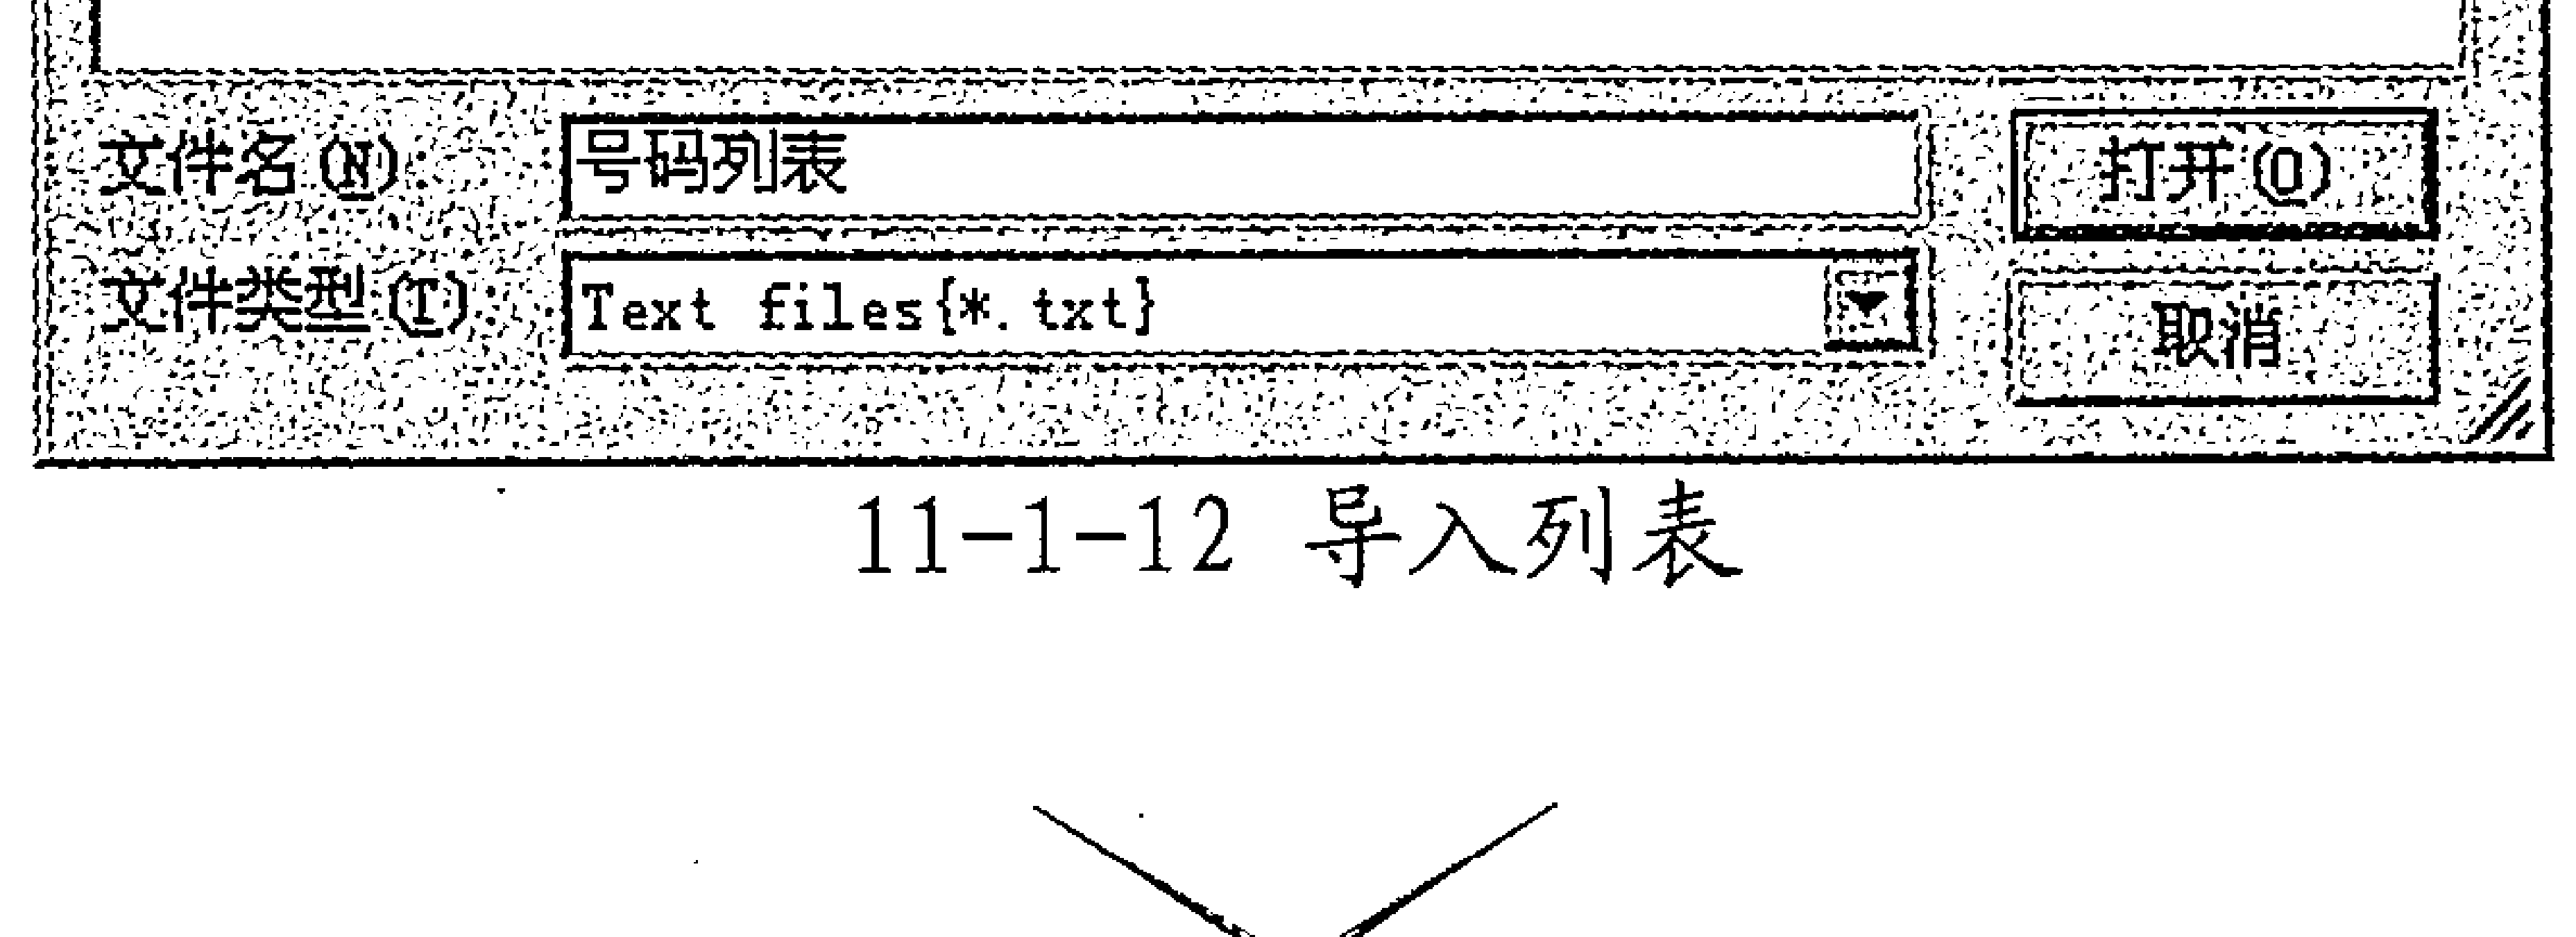 文件名(N): 号码列表 打开(O)
文件类型(T): Text files{*.txt} 取消
11-1-12 导入列表